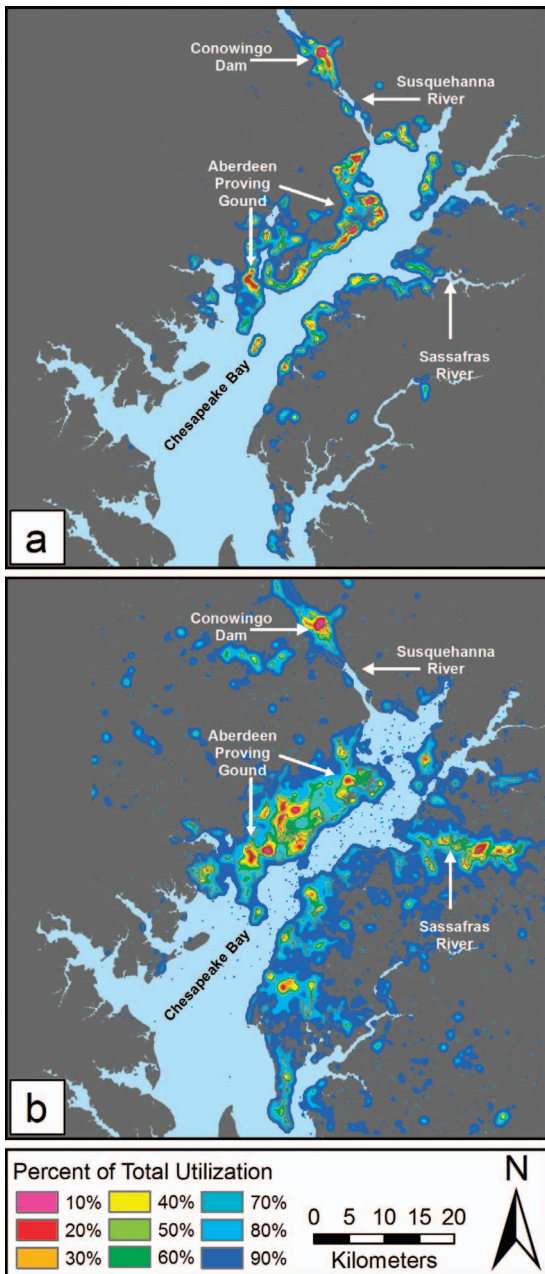 Conowingo
Dam
Susquehanna
River
Aberdeen
Proving
Gound
Sassafras
River
Chesapeake Bay
a
Conowingo
Dam
Susquehanna
River
Aberdeen
Proving
Gound
Sassafras
River
Chesapeake Bay
b
Percent of Total Utilization
10% 40% 70%
20% 50% 80%
30% 60% 90%
0 5 10 15 20
Kilometers
N